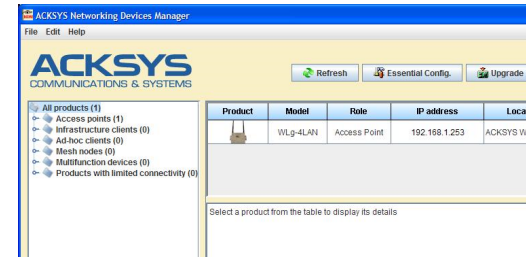 ACKSYS Networking Devices Manager
File Edit Help
ACKSYS
COMMUNICATIONS & SYSTEMS
Refresh
Essential Config.
Upgrade
All products (1)
Access points (1)
Infrastructure clients (0)
Ad-hoc clients (0)
Mesh nodes (0)
Multifunction devices (0)
Products with limited connectivity (0)
Product Model Role IP address Loca
WLg-4LAN Access Point 192.168.1.253 ACKSYS W
Select a product from the table to display its details